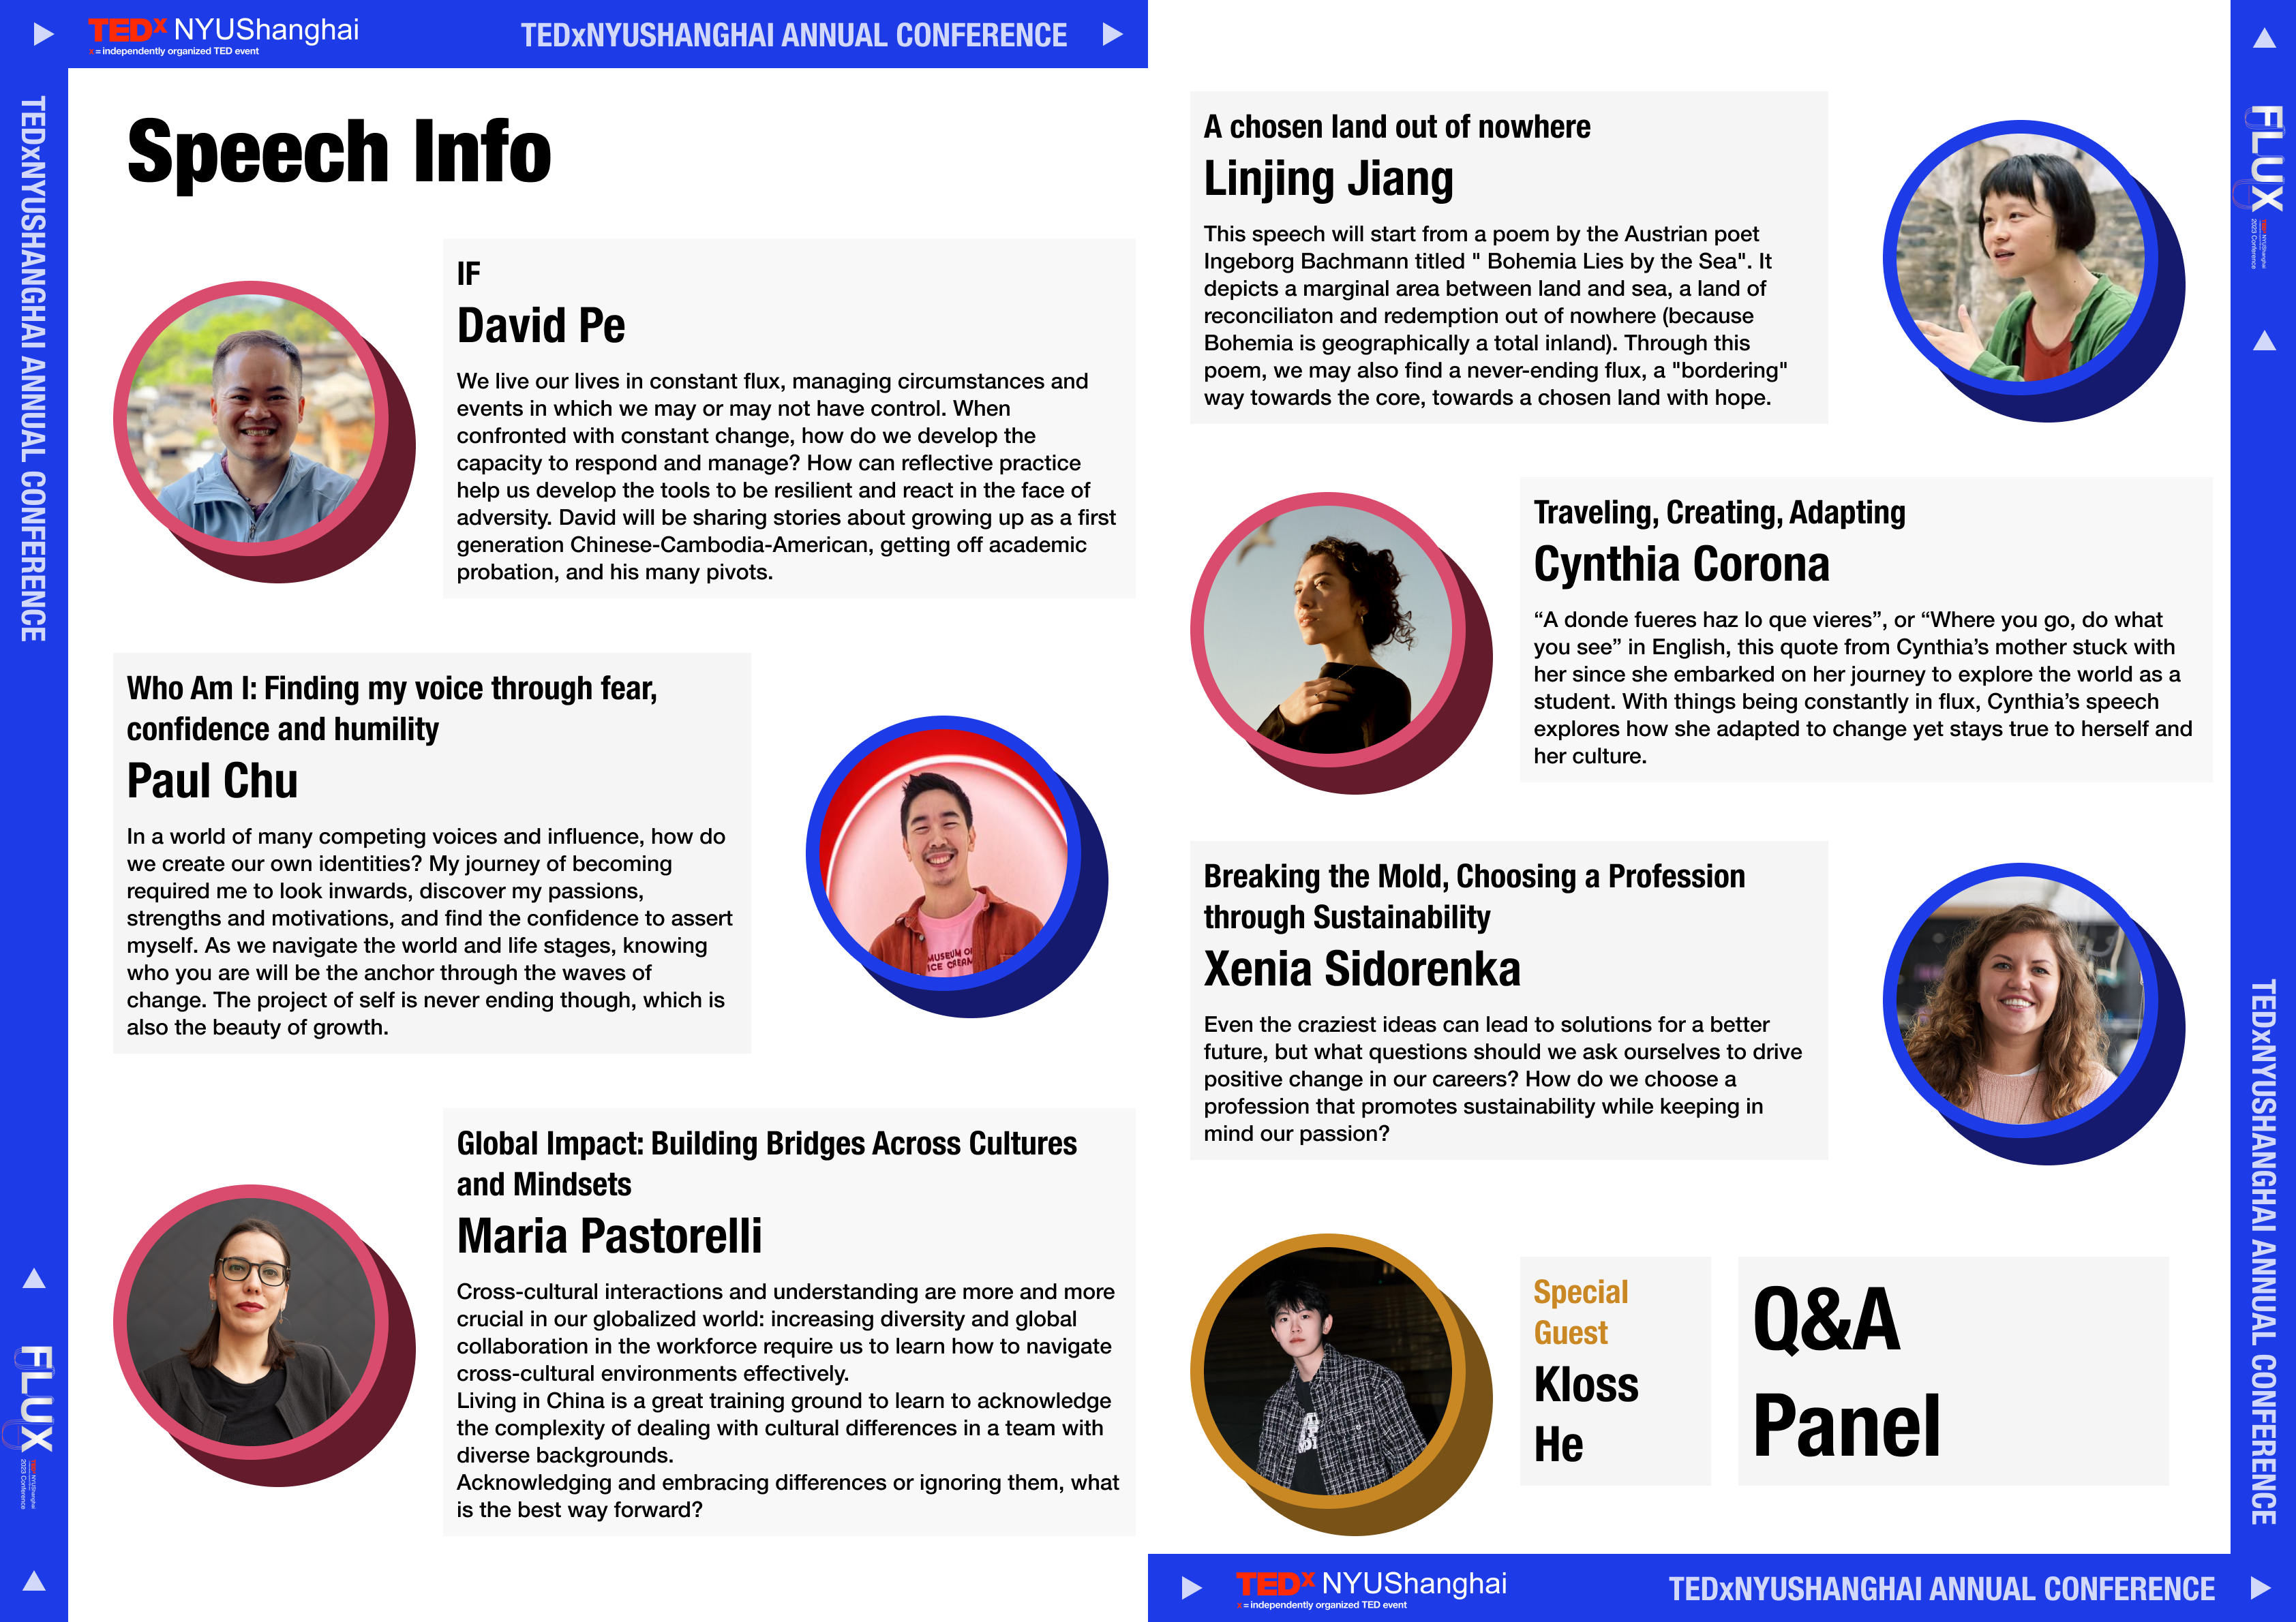 TEDx NYUShanghai
x = independently organized TED event
TEDxNYUSHANGHAI ANNUAL CONFERENCE
TEDxNYUSHANGHAI ANNUAL CONFERENCE
FLUX
TEDx NYUShanghai
2023 Conference
Speech Info
IF
David Pe
We live our lives in constant flux, managing circumstances and
events in which we may or may not have control. When
confronted with constant change, how do we develop the
capacity to respond and manage? How can reflective practice
help us develop the tools to be resilient and react in the face of
adversity. David will be sharing stories about growing up as a first
generation Chinese-Cambodia-American, getting off academic
probation, and his many pivots.
Who Am I: Finding my voice through fear,
confidence and humility
Paul Chu
In a world of many competing voices and influence, how do
we create our own identities? My journey of becoming
required me to look inwards, discover my passions,
strengths and motivations, and find the confidence to assert
myself. As we navigate the world and life stages, knowing
who you are will be the anchor through the waves of
change. The project of self is never ending though, which is
also the beauty of growth.
MUSEUM OF
ICE CREAM
Global Impact: Building Bridges Across Cultures
and Mindsets
Maria Pastorelli
Cross-cultural interactions and understanding are more and more
crucial in our globalized world: increasing diversity and global
collaboration in the workforce require us to learn how to navigate
cross-cultural environments effectively.
Living in China is a great training ground to learn to acknowledge
the complexity of dealing with cultural differences in a team with
diverse backgrounds.
Acknowledging and embracing differences or ignoring them, what
is the best way forward?
A chosen land out of nowhere
Linjing Jiang
This speech will start from a poem by the Austrian poet
Ingeborg Bachmann titled " Bohemia Lies by the Sea". It
depicts a marginal area between land and sea, a land of
reconciliaton and redemption out of nowhere (because
Bohemia is geographically a total inland). Through this
poem, we may also find a never-ending flux, a "bordering"
way towards the core, towards a chosen land with hope.
Traveling, Creating, Adapting
Cynthia Corona
“A donde fueres haz lo que vieres”, or “Where you go, do what
you see” in English, this quote from Cynthia’s mother stuck with
her since she embarked on her journey to explore the world as a
student. With things being constantly in flux, Cynthia’s speech
explores how she adapted to change yet stays true to herself and
her culture.
Breaking the Mold, Choosing a Profession
through Sustainability
Xenia Sidorenka
Even the craziest ideas can lead to solutions for a better
future, but what questions should we ask ourselves to drive
positive change in our careers? How do we choose a
profession that promotes sustainability while keeping in
mind our passion?
Special
Guest
Kloss
He
Q&A
Panel
FLUX
TEDx NYUShanghai
2023 Conference
TEDxNYUSHANGHAI ANNUAL CONFERENCE
TEDx NYUShanghai
x = independently organized TED event
TEDxNYUSHANGHAI ANNUAL CONFERENCE